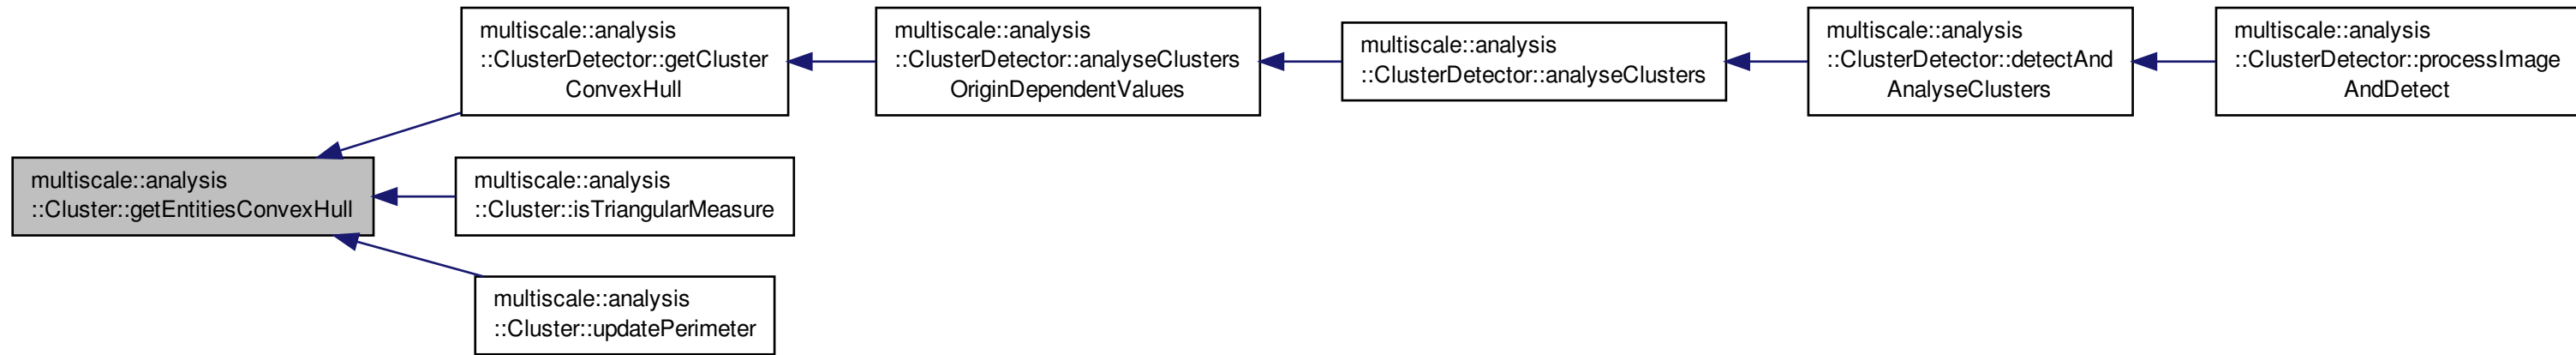 multiscale::analysis
::ClusterDetector::getCluster
ConvexHull
multiscale::analysis
::ClusterDetector::analyseClusters
OriginDependentValues
multiscale::analysis
::ClusterDetector::analyseClusters
multiscale::analysis
::ClusterDetector::detectAnd
AnalyseClusters
multiscale::analysis
::ClusterDetector::processImage
AndDetect
multiscale::analysis
::Cluster::getEntitiesConvexHull
multiscale::analysis
::Cluster::isTriangularMeasure
multiscale::analysis
::Cluster::updatePerimeter